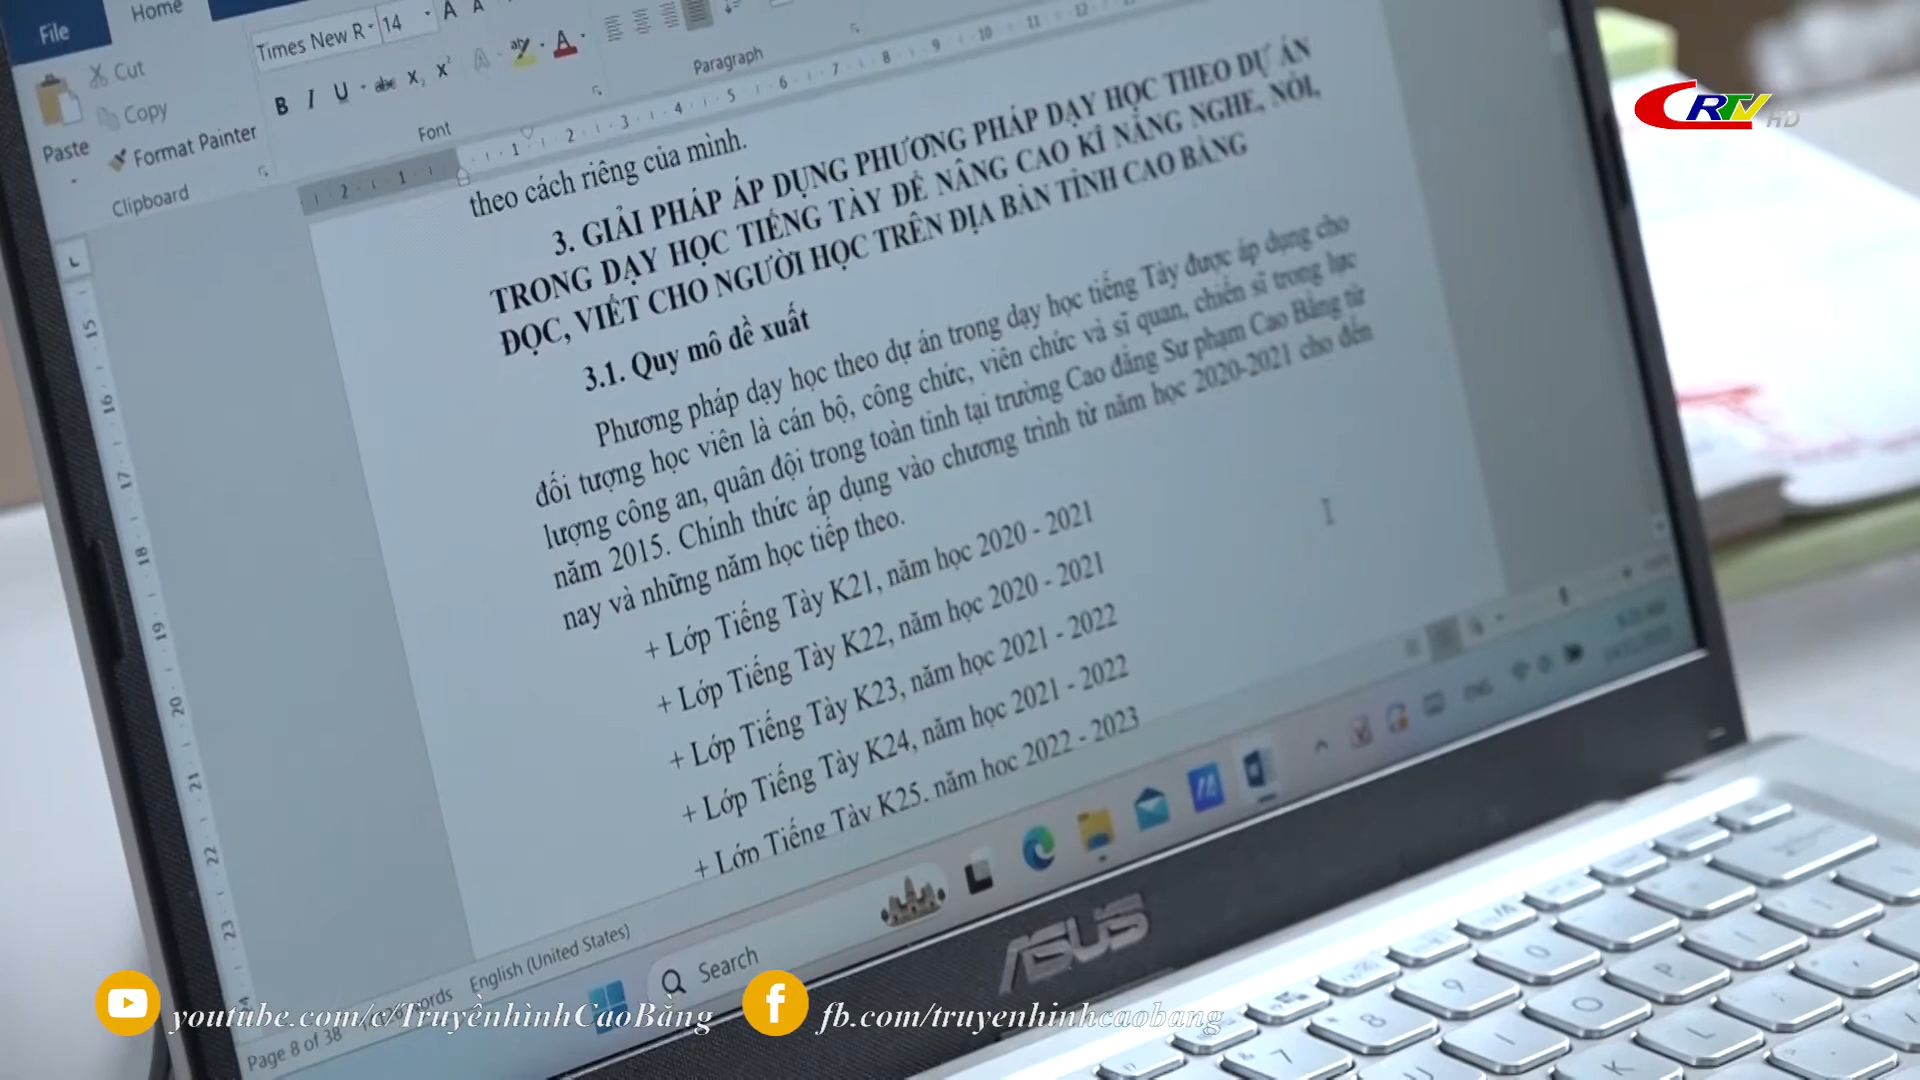 File
Home
Times New R
14
Cut
Copy
Format Painter
Paste
Clipboard
Font
Paragraph
CRTV HD
theo cách riêng của mình.
3. GIẢI PHÁP ÁP DỤNG PHƯƠNG PHÁP DẠY HỌC THEO DỰ ÁN
TRONG DẠY HỌC TIẾNG TÀY ĐỂ NÂNG CAO KĨ NĂNG NGHE, NÓI,
ĐỌC, VIẾT CHO NGƯỜI HỌC TRÊN ĐỊA BÀN TỈNH CAO BẰNG
3.1. Quy mô đề xuất
Phương pháp dạy học theo dự án trong dạy học tiếng Tày được áp dụng cho
đối tượng học viên là cán bộ, công chức, viên chức và sĩ quan, chiến sĩ trong lực
lượng công an, quân đội trong toàn tỉnh tại trường Cao đẳng Sư phạm Cao Bằng từ
năm 2015. Chính thức áp dụng vào chương trình từ năm học 2020-2021 cho đến
nay và những năm học tiếp theo.
+ Lớp Tiếng Tày K21, năm học 2020 - 2021
+ Lớp Tiếng Tày K22, năm học 2020 - 2021
+ Lớp Tiếng Tày K23, năm học 2021 - 2022
+ Lớp Tiếng Tày K24, năm học 2021 - 2022
+ Lớp Tiếng Tày K25, năm học 2022 - 2023
Page 8 of 38
words
English (United States)
Search
ENG
ASUS
youtube.com/c/TruyềnhìnhCaoBằng
fb.com/truyenhinhcaobang